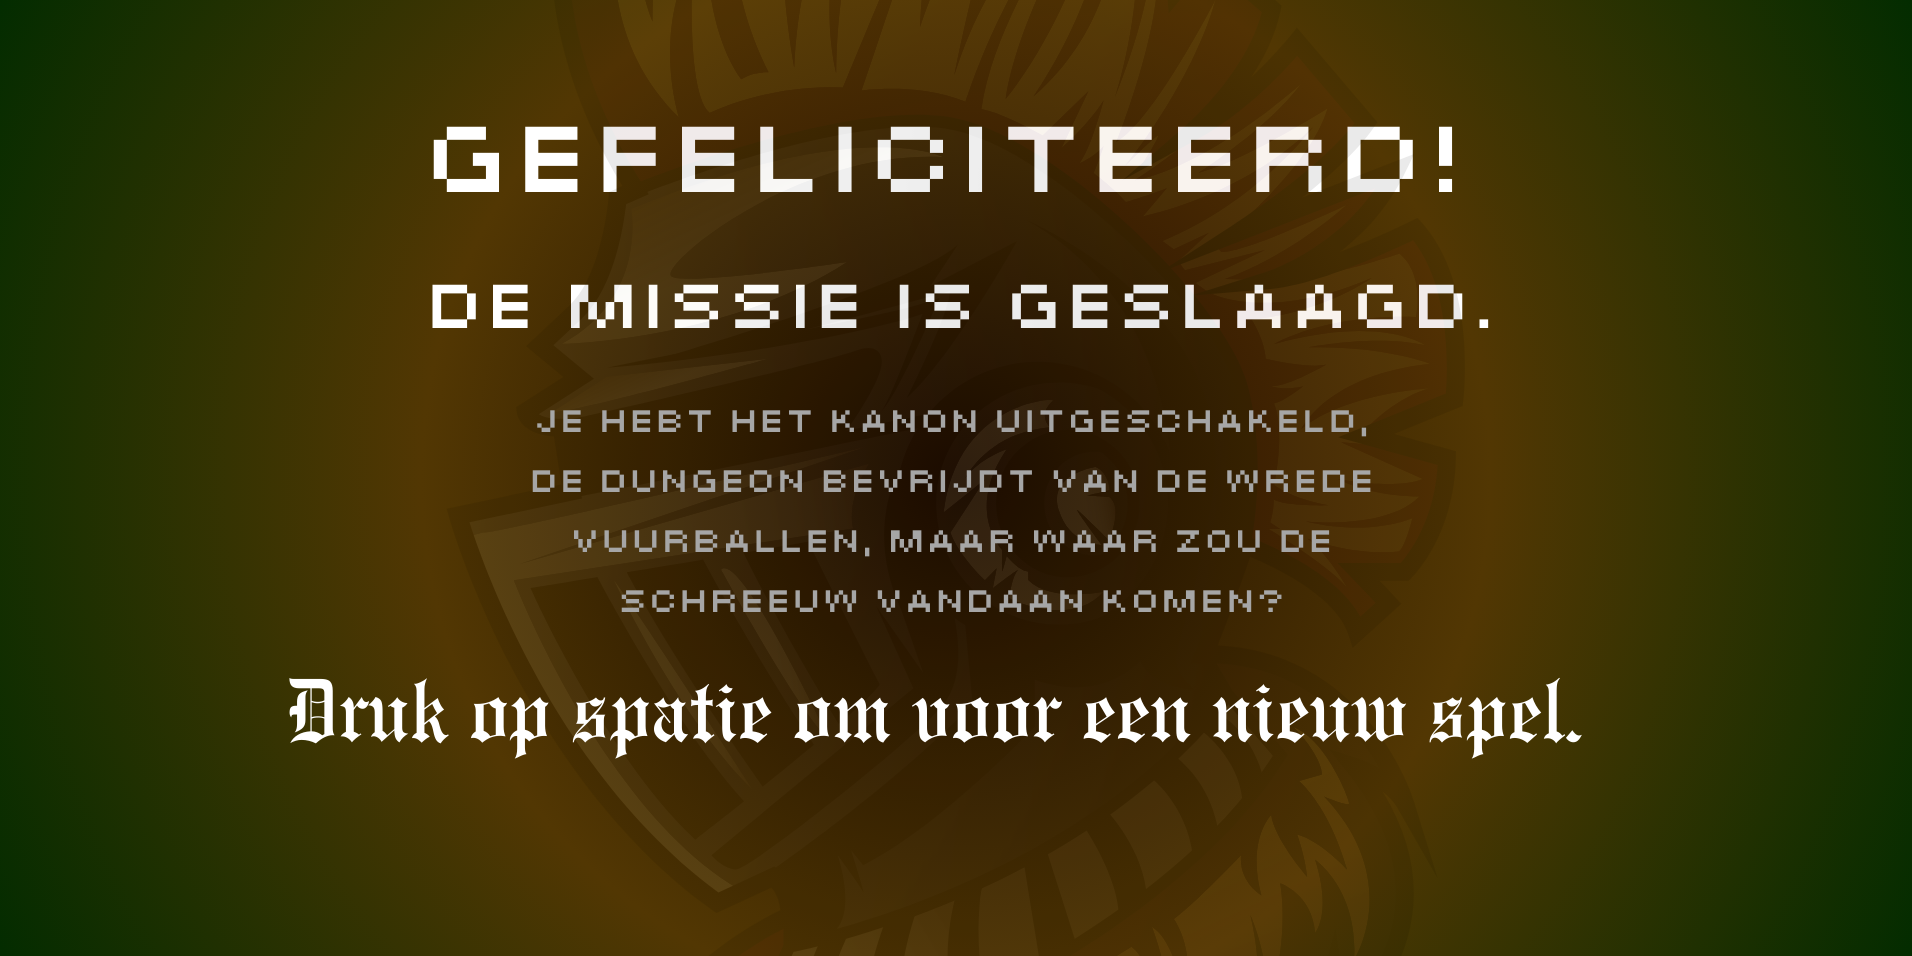 GEFELICITEERD!
DE MISSIE IS GESLAAGD.
JE HEBT HET KANON UITGESCHAKELD,
DE DUNGEON BEVRIJDT VAN DE WREDE
VUURBALLEN, MAAR WAAR ZOU DE
SCHREEUW VANDAAN KOMEN?
Druk op spatie om voor een nieuw spel.